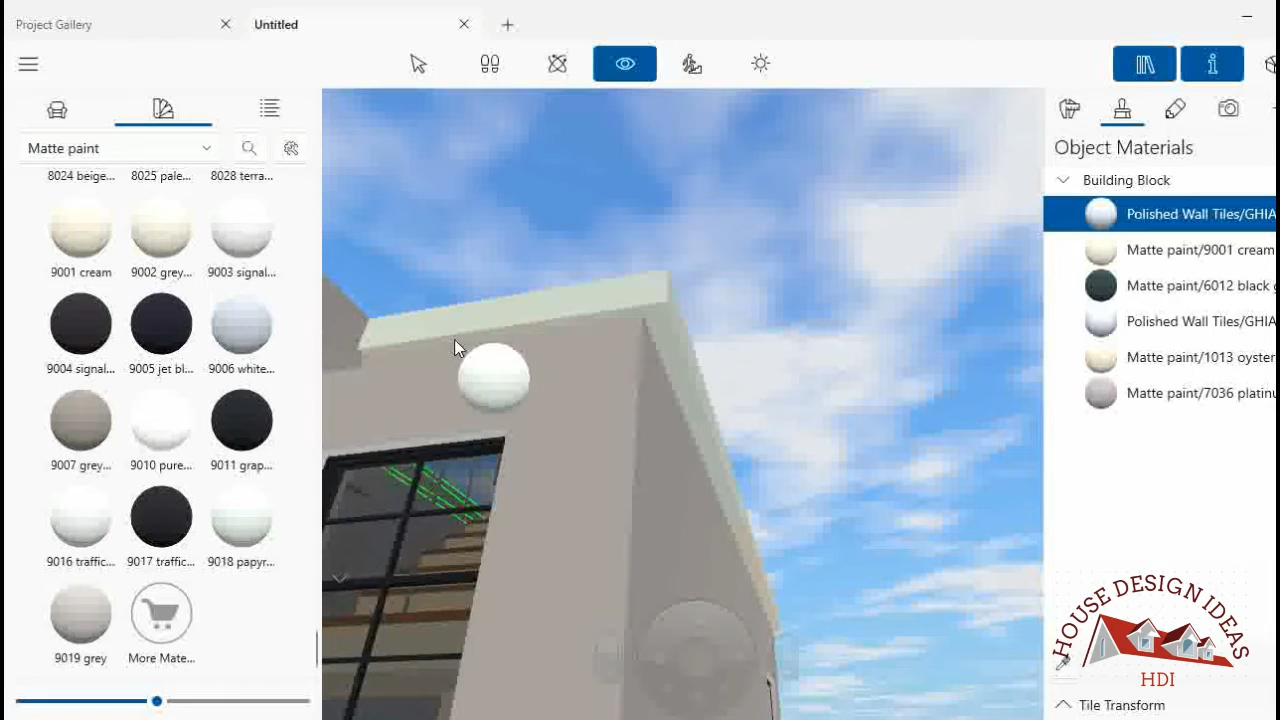 Project Gallery
Untitled
Matte paint
8024 beige...
8025 pale...
8028 terra...
9001 cream
9002 grey...
9003 signal...
9004 signal...
9005 jet bl...
9006 white...
9007 grey...
9010 pure...
9011 grap...
9016 traffic...
9017 traffic...
9018 papyr...
9019 grey
More Mate...
Object Materials
Building Block
Polished Wall Tiles/GHIA
Matte paint/9001 cream
Matte paint/6012 black g
Polished Wall Tiles/GHIA
Matte paint/1013 oyster
Matte paint/7036 platinu
HOUSE DESIGN IDEAS
HDI
Tile Transform